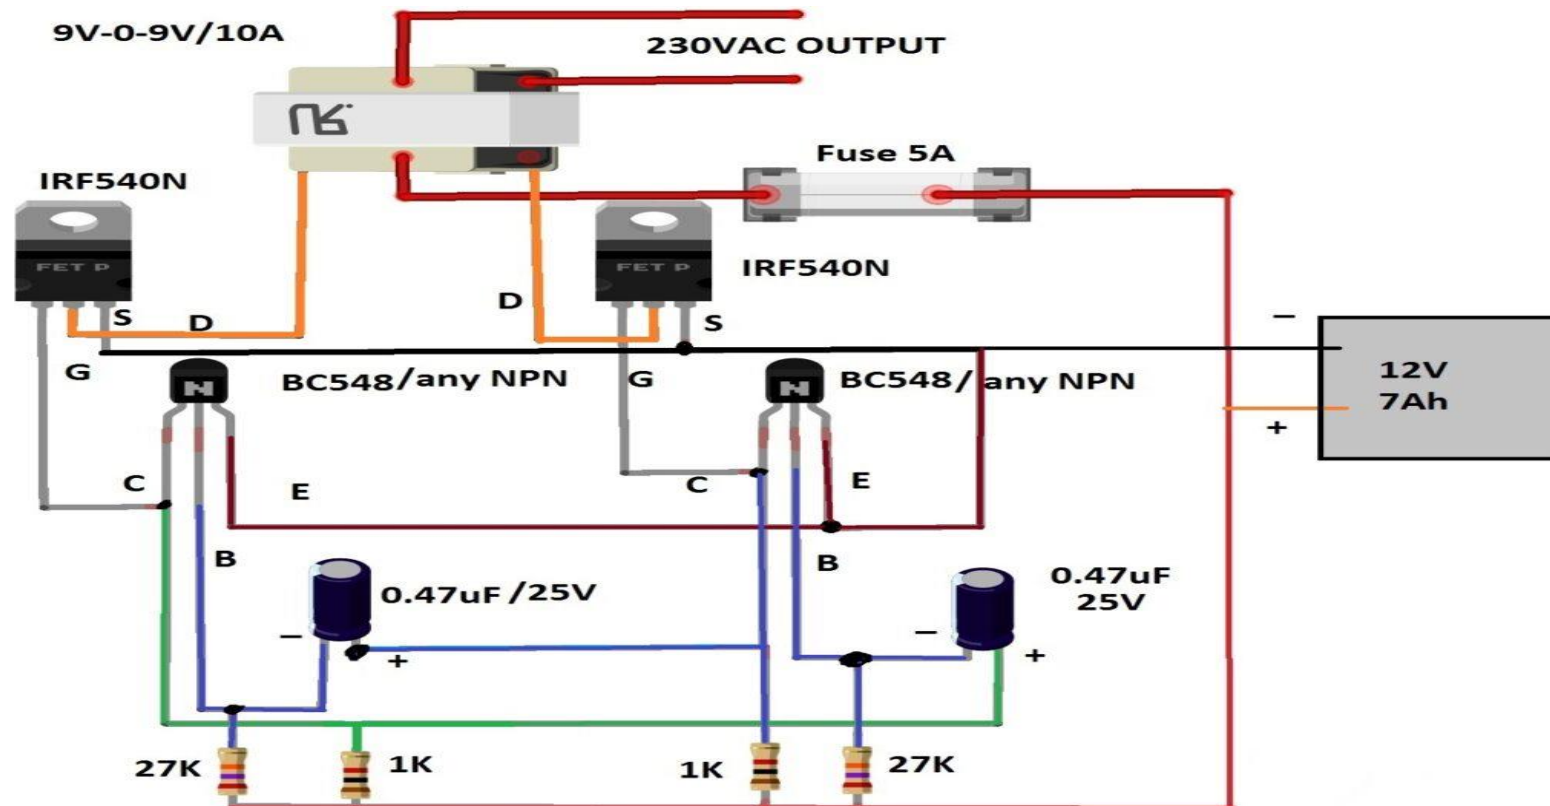 9V-0-9V/10A
230VAC OUTPUT
Fuse 5A
IRF540N
FET P
FET P
IRF540N
D
S
D
S
G
G
BC548/any NPN
BC548/ any NPN
−
12V
7Ah
+
C
E
C
E
B
B
0.47uF/25V
−
+
0.47uF
25V
−
+
27K
1K
1K
27K